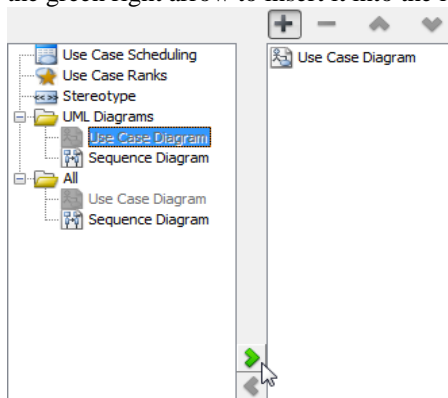 the green right arrow to insert it into the
Use Case Scheduling
Use Case Ranks
Stereotype
UML Diagrams
Use Case Diagram
Sequence Diagram
All
Use Case Diagram
Sequence Diagram
Use Case Diagram